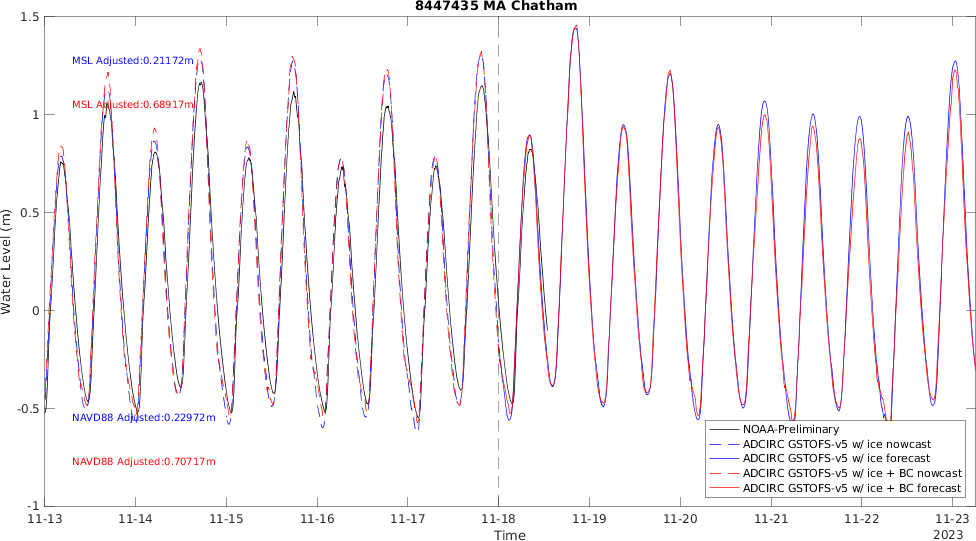 8447435 MA Chatham
1.5
1
0.5
0
-0.5
-1
Water Level (m)
MSL Adjusted:0.21172m
MSL Adjusted:0.68917m
NAVD88 Adjusted:0.22972m
NAVD88 Adjusted:0.70717m
NOAA-Preliminary
ADCIRC GSTOFS-v5 w/ ice nowcast
ADCIRC GSTOFS-v5 w/ ice forecast
ADCIRC GSTOFS-v5 w/ ice + BC nowcast
ADCIRC GSTOFS-v5 w/ ice + BC forecast
11-13 11-14 11-15 11-16 11-17 11-18 11-19 11-20 11-21 11-22 11-23
Time
2023